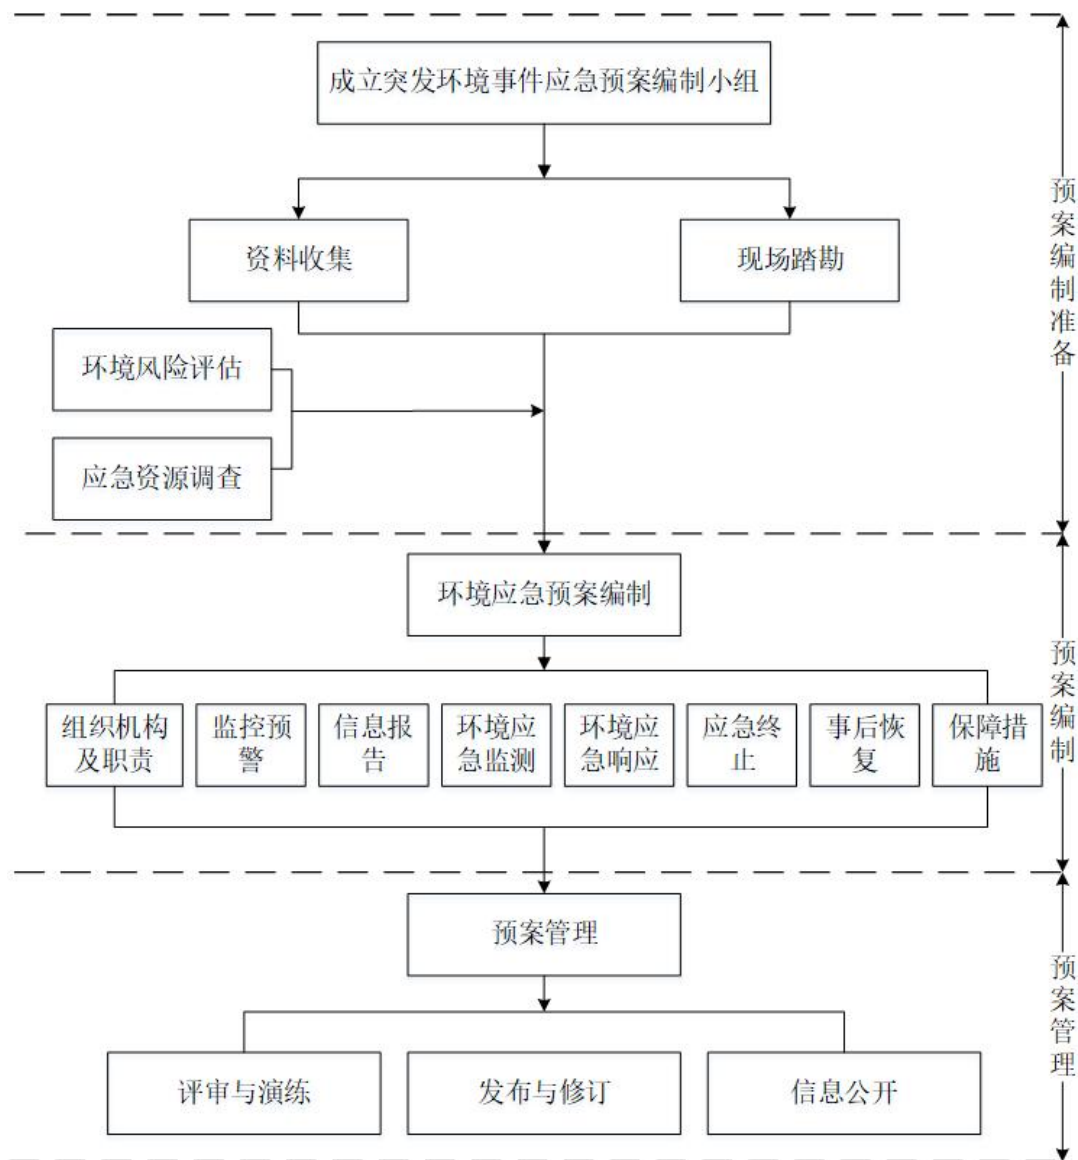 成立突发环境事件应急预案编制小组
资料收集
现场踏勘
环境风险评估
应急资源调查
预案编制准备
环境应急预案编制
组织机构
及职责
监控预
警
信息报
告
环境应
急监测
环境应
急响应
应急终
止
事后恢
复
保障措
施
预案编制
预案管理
评审与演练
发布与修订
信息公开
预案管理